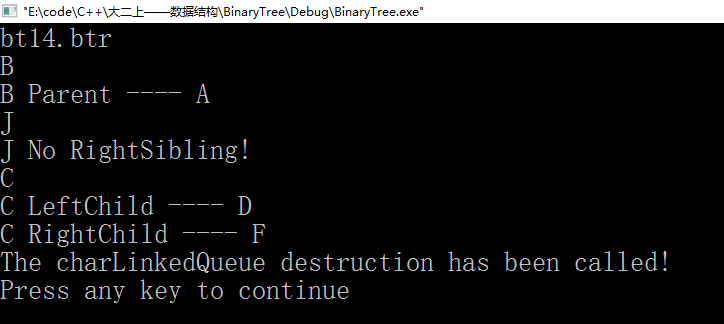 "E:\code\C++\大二上——数据结构\BinaryTree\Debug\BinaryTree.exe"
bt14.btr
B
B Parent ---- A
J
J No RightSibling!
C
C LeftChild ---- D
C RightChild ---- F
The charLinkedQueue destruction has been called!
Press any key to continue